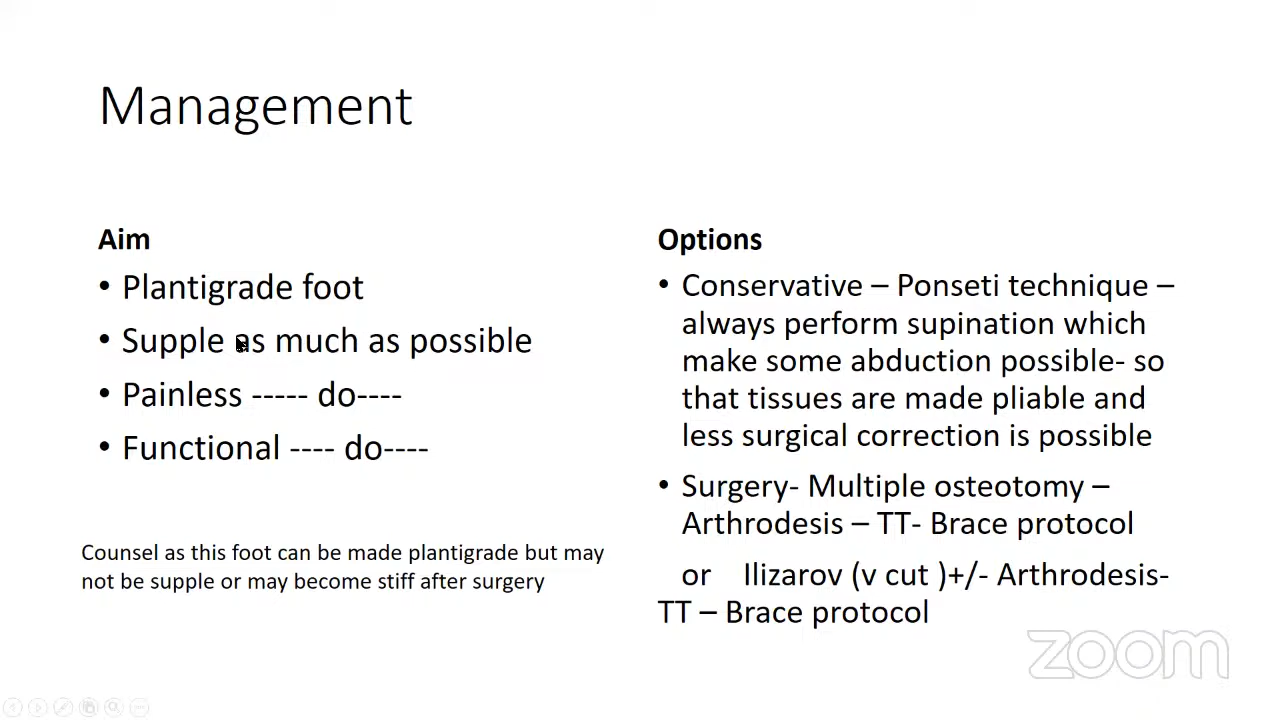 Management
Aim
• Plantigrade foot
• Supple as much as possible
• Painless ----- do----
• Functional ---- do----
Counsel as this foot can be made plantigrade but may
not be supple or may become stiff after surgery
Options
• Conservative – Ponseti technique –
always perform supination which
make some abduction possible- so
that tissues are made pliable and
less surgical correction is possible
• Surgery- Multiple osteotomy –
Arthrodesis – TT- Brace protocol
or Ilizarov (v cut )+/- Arthrodesis-
TT – Brace protocol
zoom